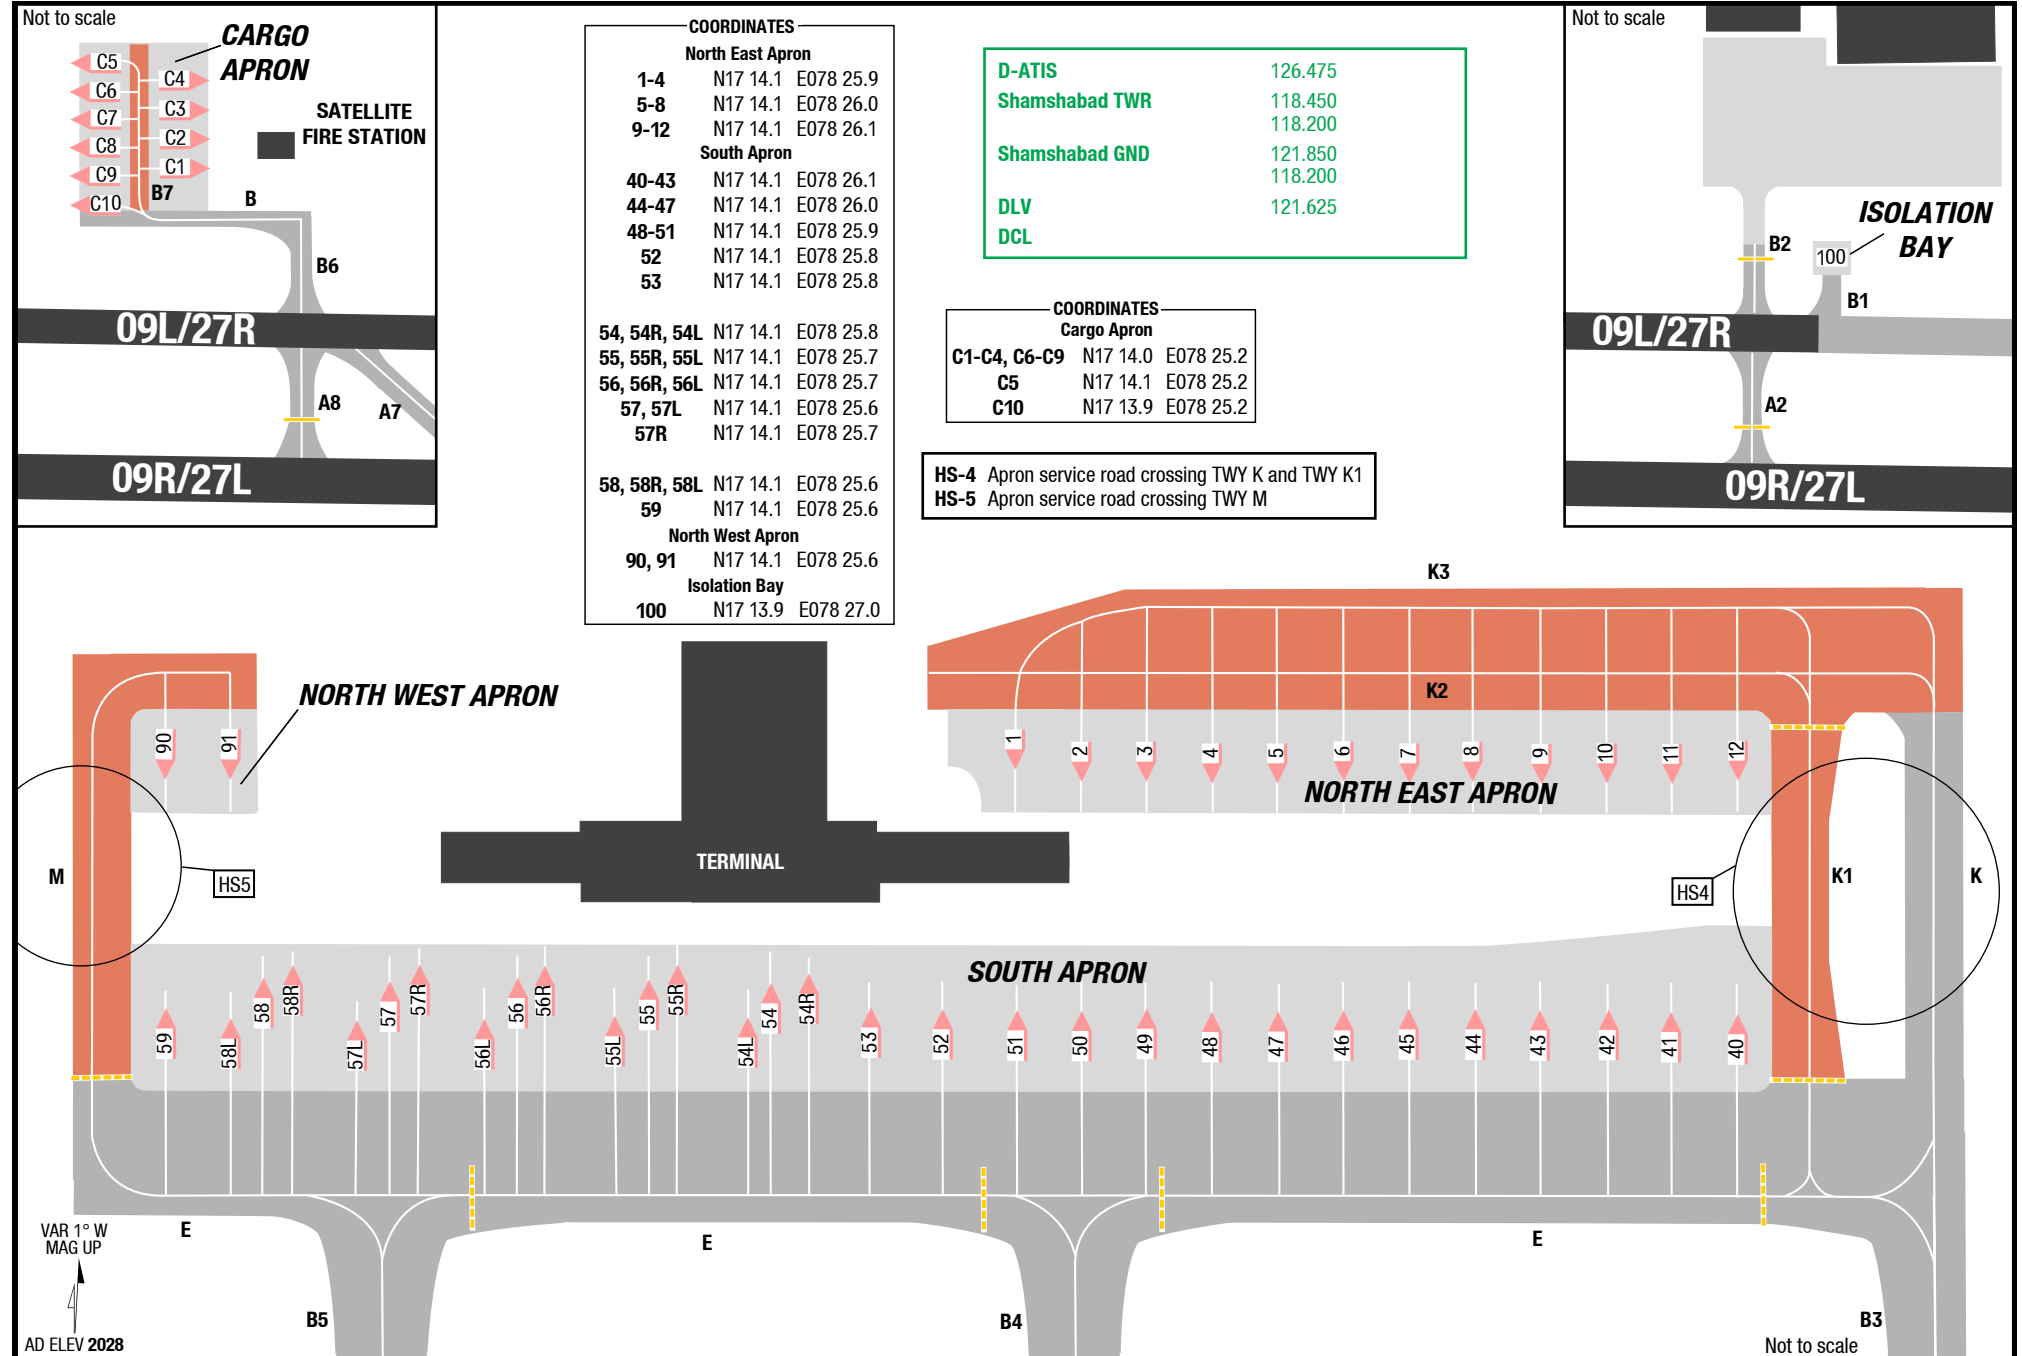 Not to scale
CARGO
APRON
SATELLITE
FIRE STATION
C5
C6
C7
C8
C9
C10
C4
C3
C2
C1
B7
B
B6
09L/27R
A8
A7
09R/27L
COORDINATES
North East Apron
1-4 N17 14.1 E078 25.9
5-8 N17 14.1 E078 26.0
9-12 N17 14.1 E078 26.1
South Apron
40-43 N17 14.1 E078 26.1
44-47 N17 14.1 E078 26.0
48-51 N17 14.1 E078 25.9
52 N17 14.1 E078 25.8
53 N17 14.1 E078 25.8
54, 54R, 54L N17 14.1 E078 25.8
55, 55R, 55L N17 14.1 E078 25.7
56, 56R, 56L N17 14.1 E078 25.7
57, 57L N17 14.1 E078 25.6
57R N17 14.1 E078 25.7
58, 58R, 58L N17 14.1 E078 25.6
59 N17 14.1 E078 25.6
North West Apron
90, 91 N17 14.1 E078 25.6
Isolation Bay
100 N17 13.9 E078 27.0
D-ATIS 126.475
Shamshabad TWR 118.450
118.200
Shamshabad GND 121.850
118.200
DLV 121.625
DCL
COORDINATES
Cargo Apron
C1-C4, C6-C9 N17 14.0 E078 25.2
C5 N17 14.1 E078 25.2
C10 N17 13.9 E078 25.2
HS-4 Apron service road crossing TWY K and TWY K1
HS-5 Apron service road crossing TWY M
Not to scale
ISOLATION
BAY
B2
100
B1
09L/27R
A2
09R/27L
K3
K2
NORTH WEST APRON
90
91
1
2
3
4
5
6
7
8
9
10
11
12
NORTH EAST APRON
TERMINAL
M
HS5
HS4
K1
K
SOUTH APRON
59
58L
58
58R
57L
57
57R
56L
56
56R
55L
55
55R
54L
54
54R
53
52
51
50
49
48
47
46
45
44
43
42
41
40
E
E
E
VAR 1° W
MAG UP
B5
B4
B3
AD ELEV 2028
Not to scale